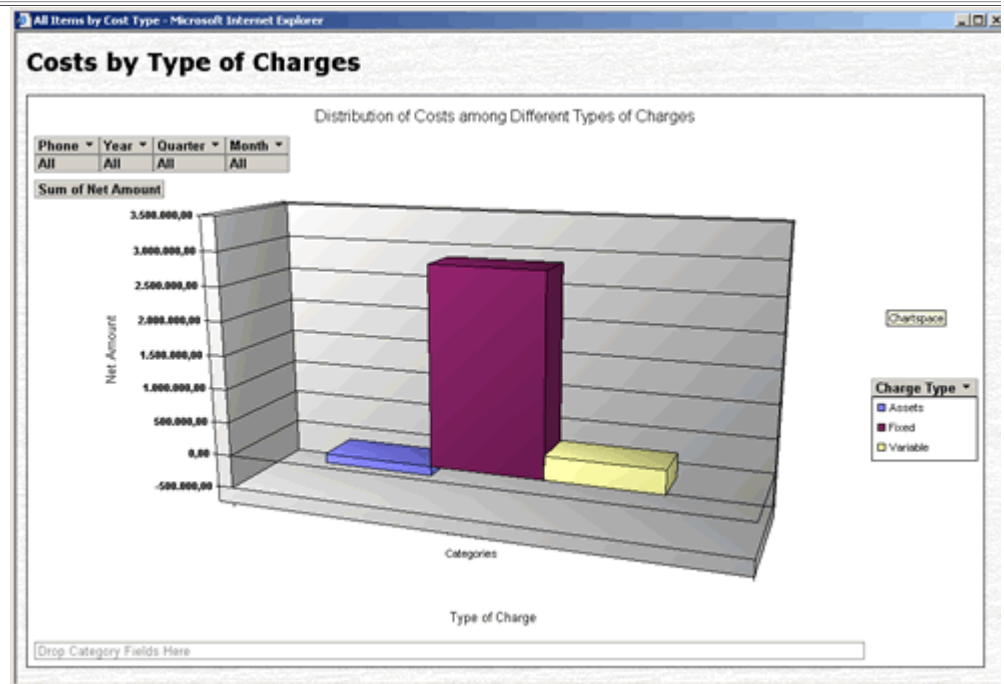 All Items by Cost Type - Microsoft Internet Explorer
Costs by Type of Charges
Distribution of Costs among Different Types of Charges
Phone Year Quarter Month
All All All All
Sum of Net Amount
3.500.000,00
3.000.000,00
2.500.000,00
2.000.000,00
1.500.000,00
1.000.000,00
500.000,00
0,00
-500.000,00
Net Amount
Chartspace
Charge Type
Assets
Fixed
Variable
Categories
Type of Charge
Drop Category Fields Here